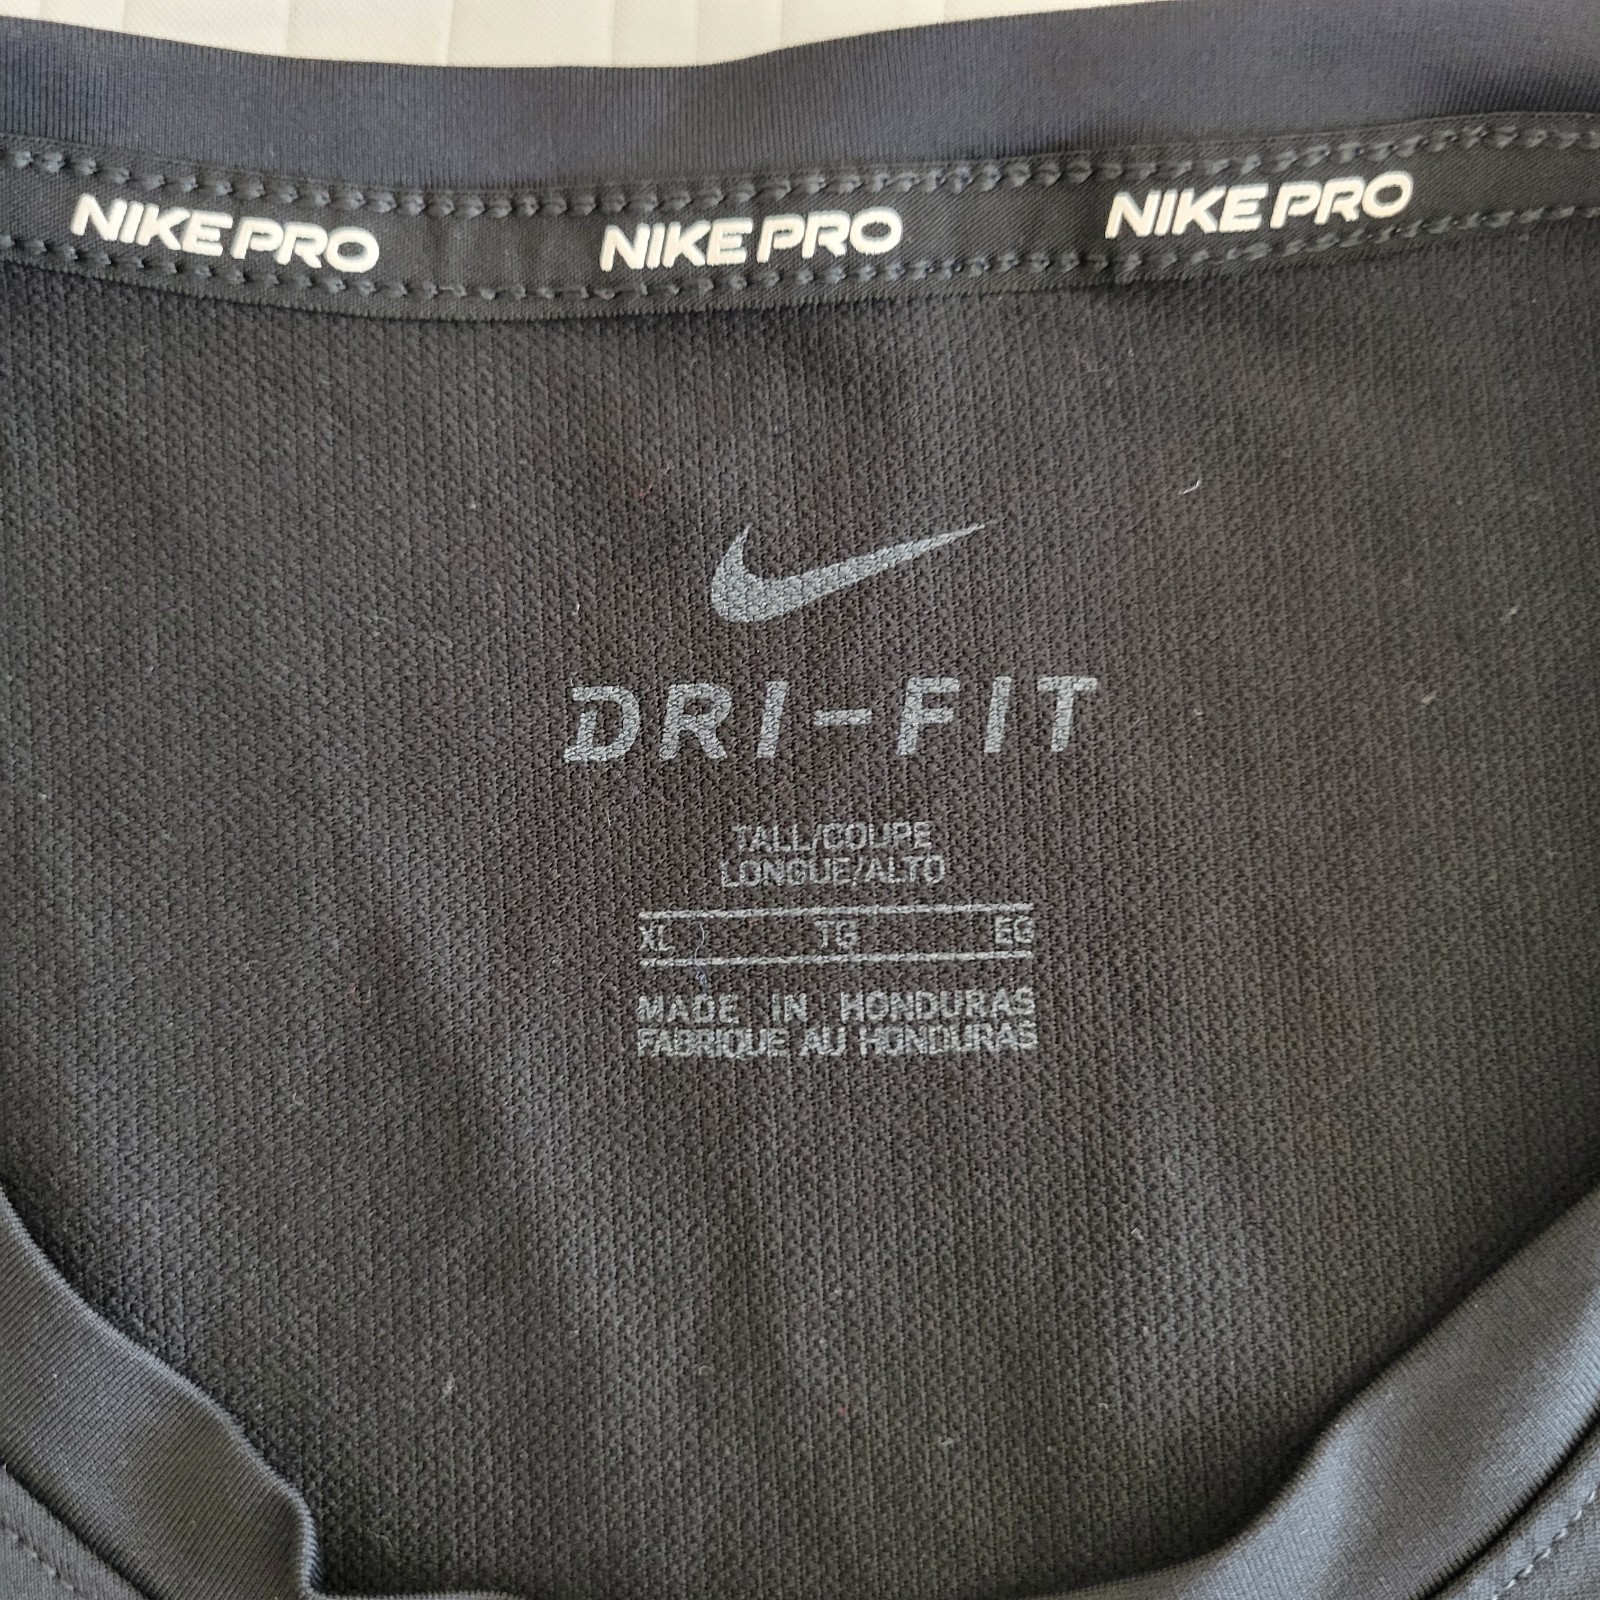 NIKE PRO NIKE PRO NIKE PRO
DRI-FIT
TALL/COUPE
LONGUE/ALTO
XL TG EG
MADE IN HONDURAS
FABRIQUE AU HONDURAS